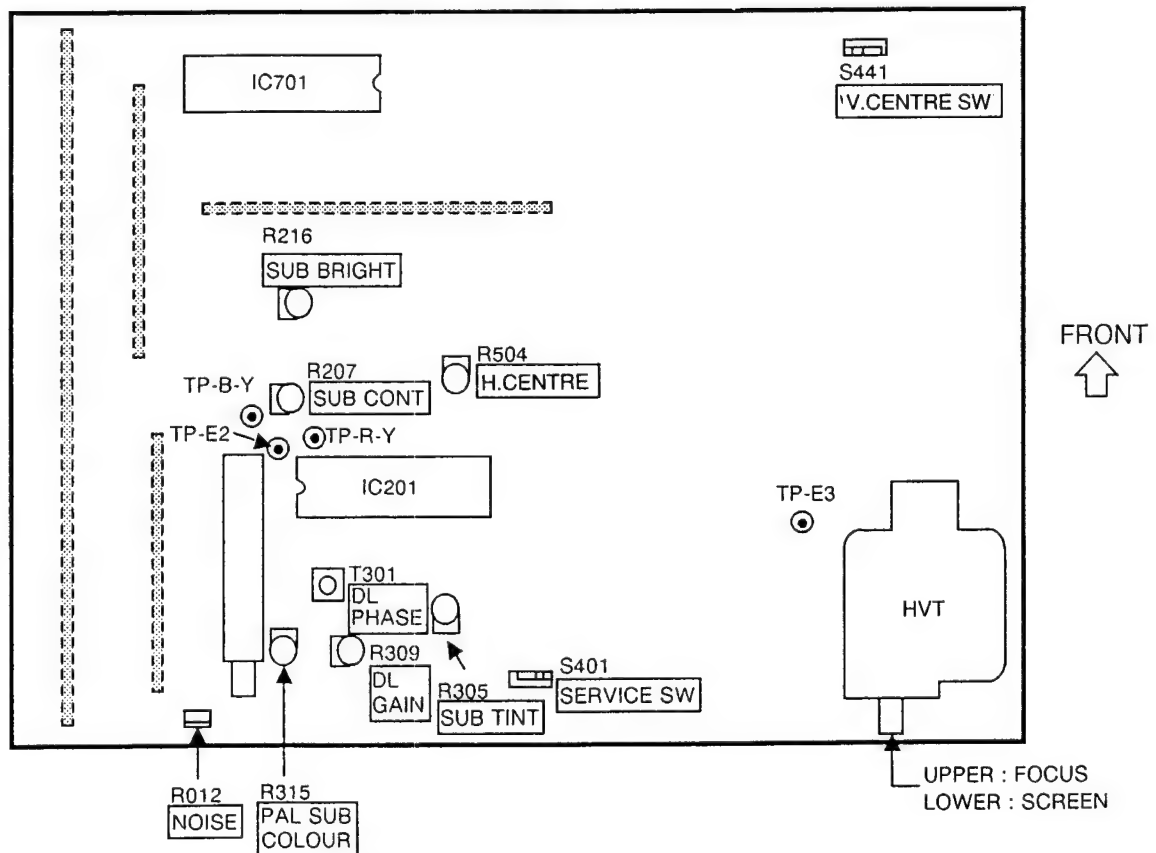 IC701
S441
V.CENTRE SW
R216
SUB BRIGHT
FRONT
R504
H.CENTRE
R207
SUB CONT
TP-B-Y
TP-E2
TP-R-Y
IC201
TP-E3
HVT
T301
DL
PHASE
R309
DL
GAIN
R305
SUB TINT
S401
SERVICE SW
R012
NOISE
R315
PAL SUB
COLOUR
UPPER : FOCUS
LOWER : SCREEN